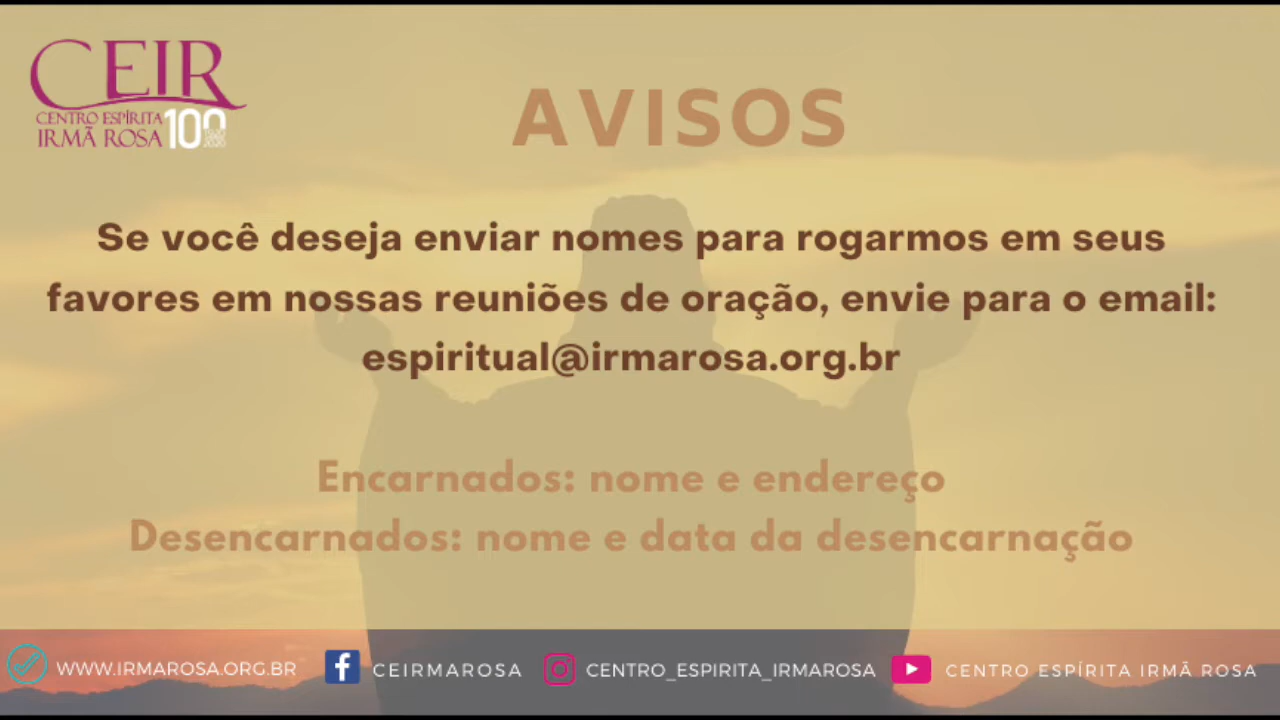 CEIR
CENTRO ESPÍRITA
IRMÃ ROSA 100
2020
AVISOS
Se você deseja enviar nomes para rogarmos em seus
favores em nossas reuniões de oração, envie para o email:
espiritual@irmarosa.org.br
Encarnados: nome e endereço
Desencarnados: nome e data da desencarnação
WWW.IRMAROSA.ORG.BR CEIRMAROSA CENTRO_ESPIRITA_IRMAROSA CENTRO ESPÍRITA IRMÃ ROSA